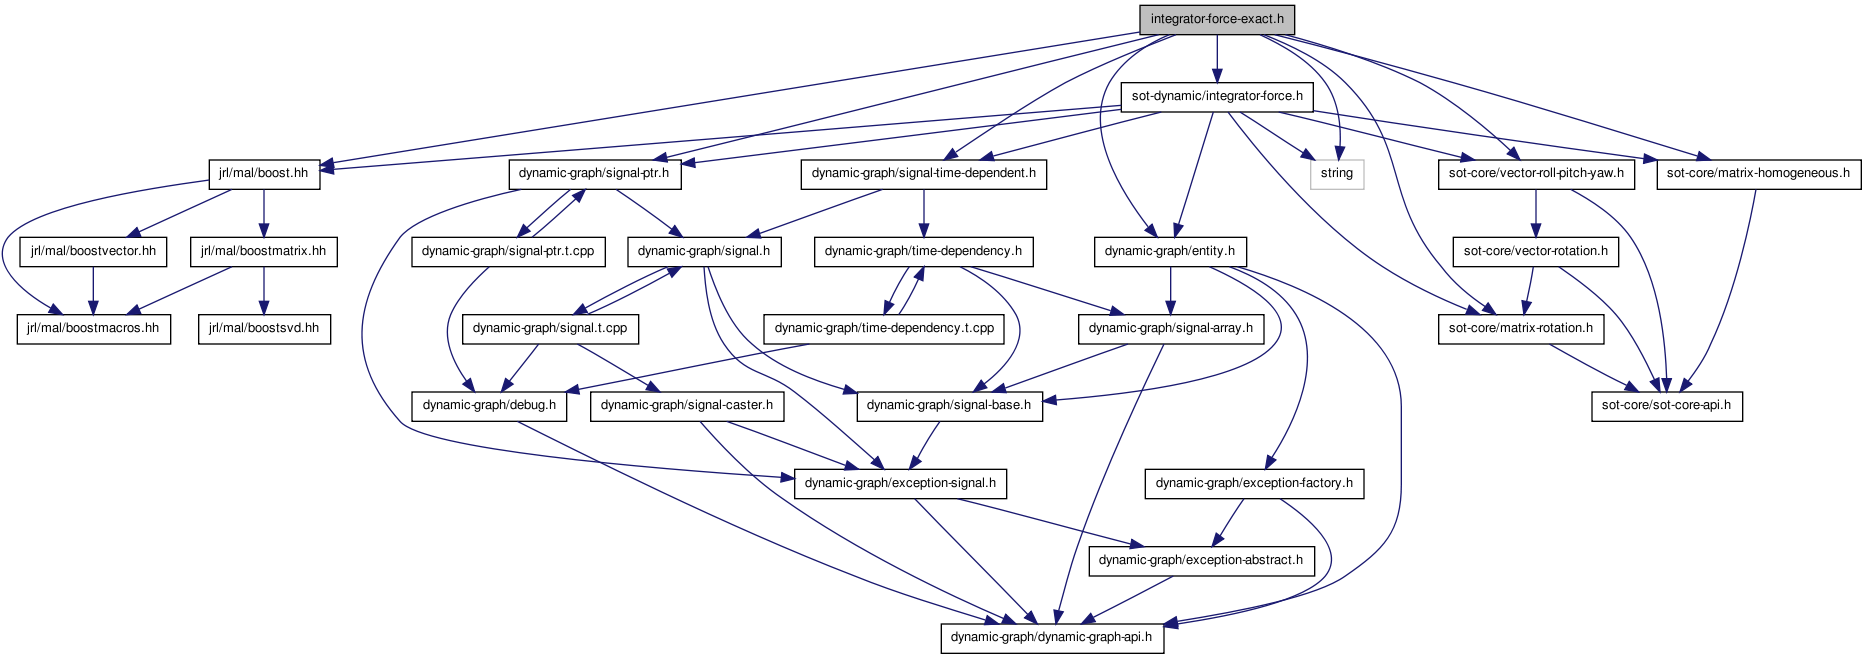 integrator-force-exact.h
sot-dynamic/integrator-force.h
jrl/mal/boost.hh
dynamic-graph/signal-ptr.h
dynamic-graph/signal-time-dependent.h
string
sot-core/vector-roll-pitch-yaw.h
sot-core/matrix-homogeneous.h
jrl/mal/boostvector.hh
jrl/mal/boostmatrix.hh
dynamic-graph/signal-ptr.t.cpp
dynamic-graph/signal.h
dynamic-graph/time-dependency.h
dynamic-graph/entity.h
sot-core/vector-rotation.h
jrl/mal/boostmacros.hh
jrl/mal/boostsvd.hh
dynamic-graph/signal.t.cpp
dynamic-graph/time-dependency.t.cpp
dynamic-graph/signal-array.h
sot-core/matrix-rotation.h
dynamic-graph/debug.h
dynamic-graph/signal-caster.h
dynamic-graph/signal-base.h
sot-core/sot-core-api.h
dynamic-graph/exception-signal.h
dynamic-graph/exception-factory.h
dynamic-graph/exception-abstract.h
dynamic-graph/dynamic-graph-api.h